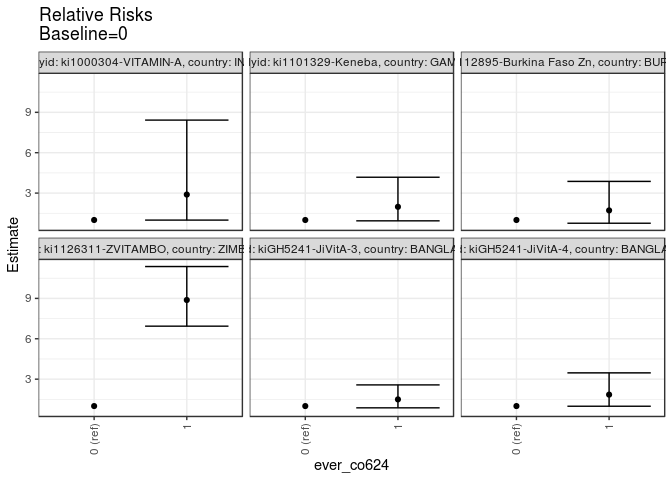 Relative Risks
Baseline=0
yid: ki1000304-VITAMIN-A, country: IN
yid: ki1101329-Keneba, country: GAM
12895-Burkina Faso Zn, country: BUR
9
6
3
: ki1126311-ZVITAMBO, country: ZIME
: kiGH5241-JiVitA-3, country: BANGLA
: kiGH5241-JiVitA-4, country: BANGLA
9
6
3
Estimate
0 (ref)
1
0 (ref)
1
0 (ref)
1
ever_co624